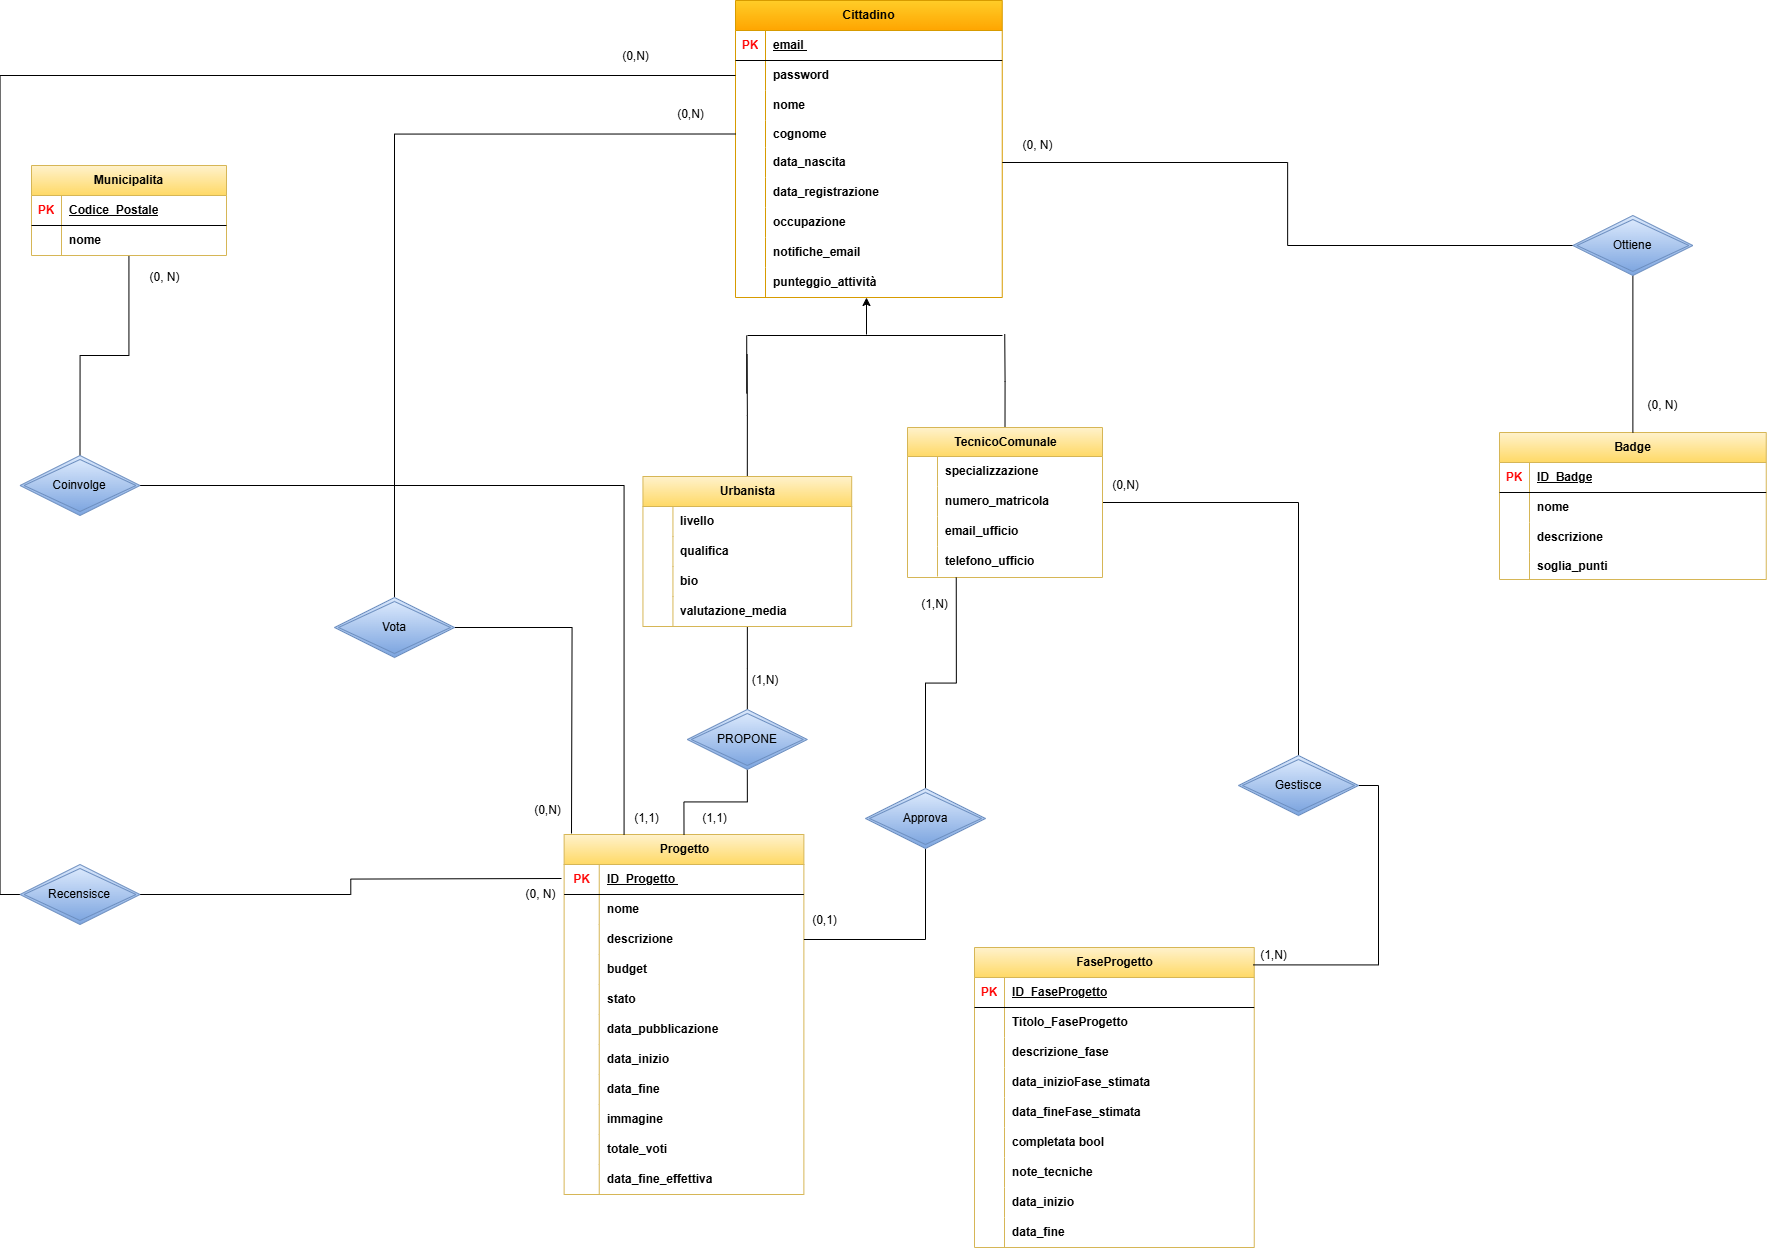 Cittadino
PK email
password
nome
cognome
data_nascita
data_registrazione
occupazione
notifiche_email
punteggio_attività
(0,N)
(0,N)
(0, N)
Municipalita
PK Codice_Postale
nome
(0, N)
Ottiene
(0, N)
Badge
PK ID_Badge
nome
descrizione
soglia_punti
TecnicoComunale
specializzazione
numero_matricola
email_ufficio
telefono_ufficio
(0,N)
(1,N)
Urbanista
livello
qualifica
bio
valutazione_media
(1,N)
Coinvolge
Vota
PROPONE
Approva
Gestisce
(0,N)
(1,1)
(1,1)
Recensisce
(0, N)
Progetto
PK ID_Progetto
nome
descrizione
budget
stato
data_pubblicazione
data_inizio
data_fine
immagine
totale_voti
data_fine_effettiva
(0,1)
(1,N)
FaseProgetto
PK ID_FaseProgetto
Titolo_FaseProgetto
descrizione_fase
data_inizioFase_stimata
data_fineFase_stimata
completata bool
note_tecniche
data_inizio
data_fine